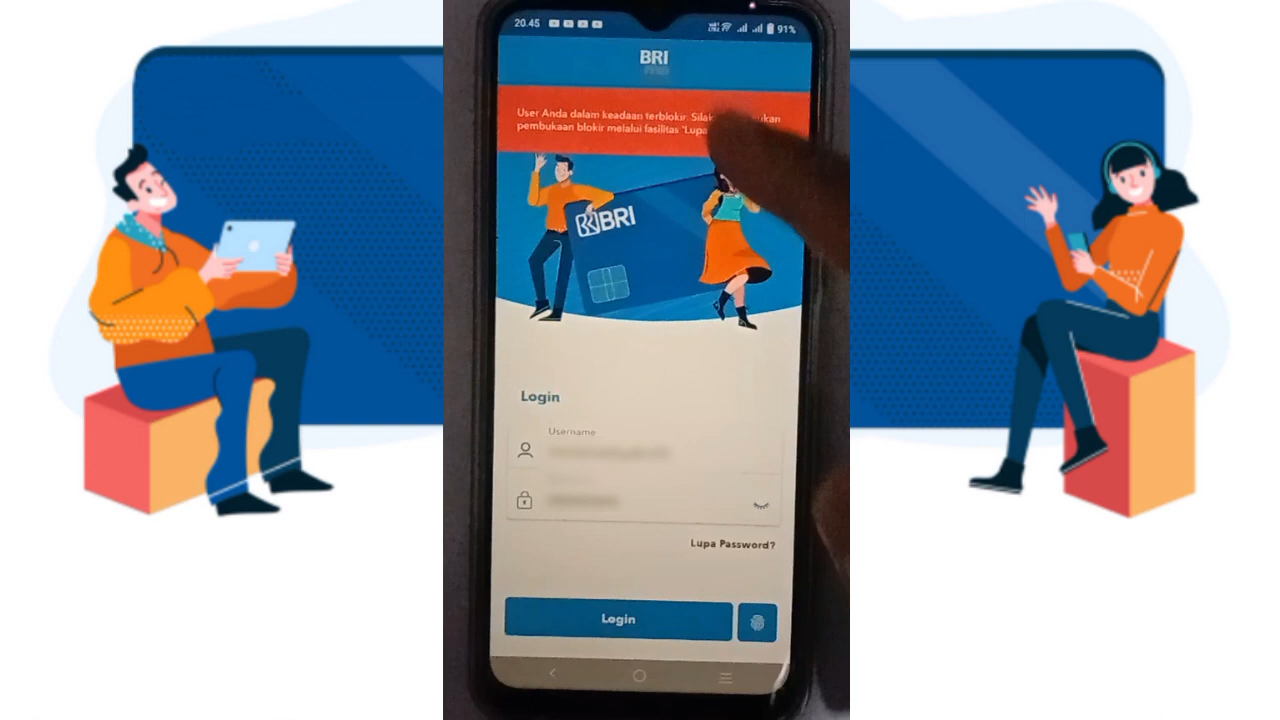 20.45
91%
BRI
User Anda dalam keadaan terblokir. ukan
pembukaan blokir melalui fasilitas "Lupa
BRI
Login
Username
Lupa Password?
Login